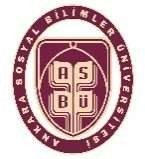 ANKARA SOSYAL BİLİMLER ÜNİVERSİTESİ
AS
BÜ